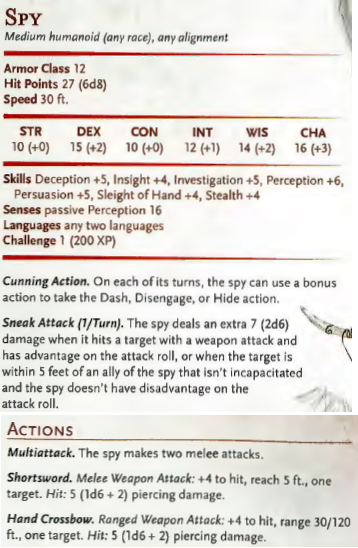 SPY
Medium humanoid (any race), any alignment
Armor Class 12
Hit Points 27 (6d8)
Speed 30 ft.
STR DEX CON INT WIS CHA
10 (+0) 15 (+2) 10 (+0) 12 (+1) 14 (+2) 16 (+3)
Skills Deception +5, Insight +4, Investigation +5, Perception +6,
Persuasion +5, Sleight of Hand +4, Stealth +4
Senses passive Perception 16
Languages any two languages
Challenge 1 (200 XP)
Cunning Action. On each of its turns, the spy can use a bonus
action to take the Dash, Disengage, or Hide action.
Sneak Attack (1/Turn). The spy deals an extra 7 (2d6)
damage when it hits a target with a weapon attack and
has advantage on the attack roll, or when the target is
within 5 feet of an ally of the spy that isn't incapacitated
and the spy doesn't have disadvantage on the
attack roll.
ACTIONS
Multiattack. The spy makes two melee attacks.
Shortsword. Melee Weapon Attack: +4 to hit, reach 5 ft., one
target. Hit: 5 (1d6 + 2) piercing damage.
Hand Crossbow. Ranged Weapon Attack: +4 to hit, range 30/120
ft., one target. Hit: 5 (1d6 + 2) piercing damage.